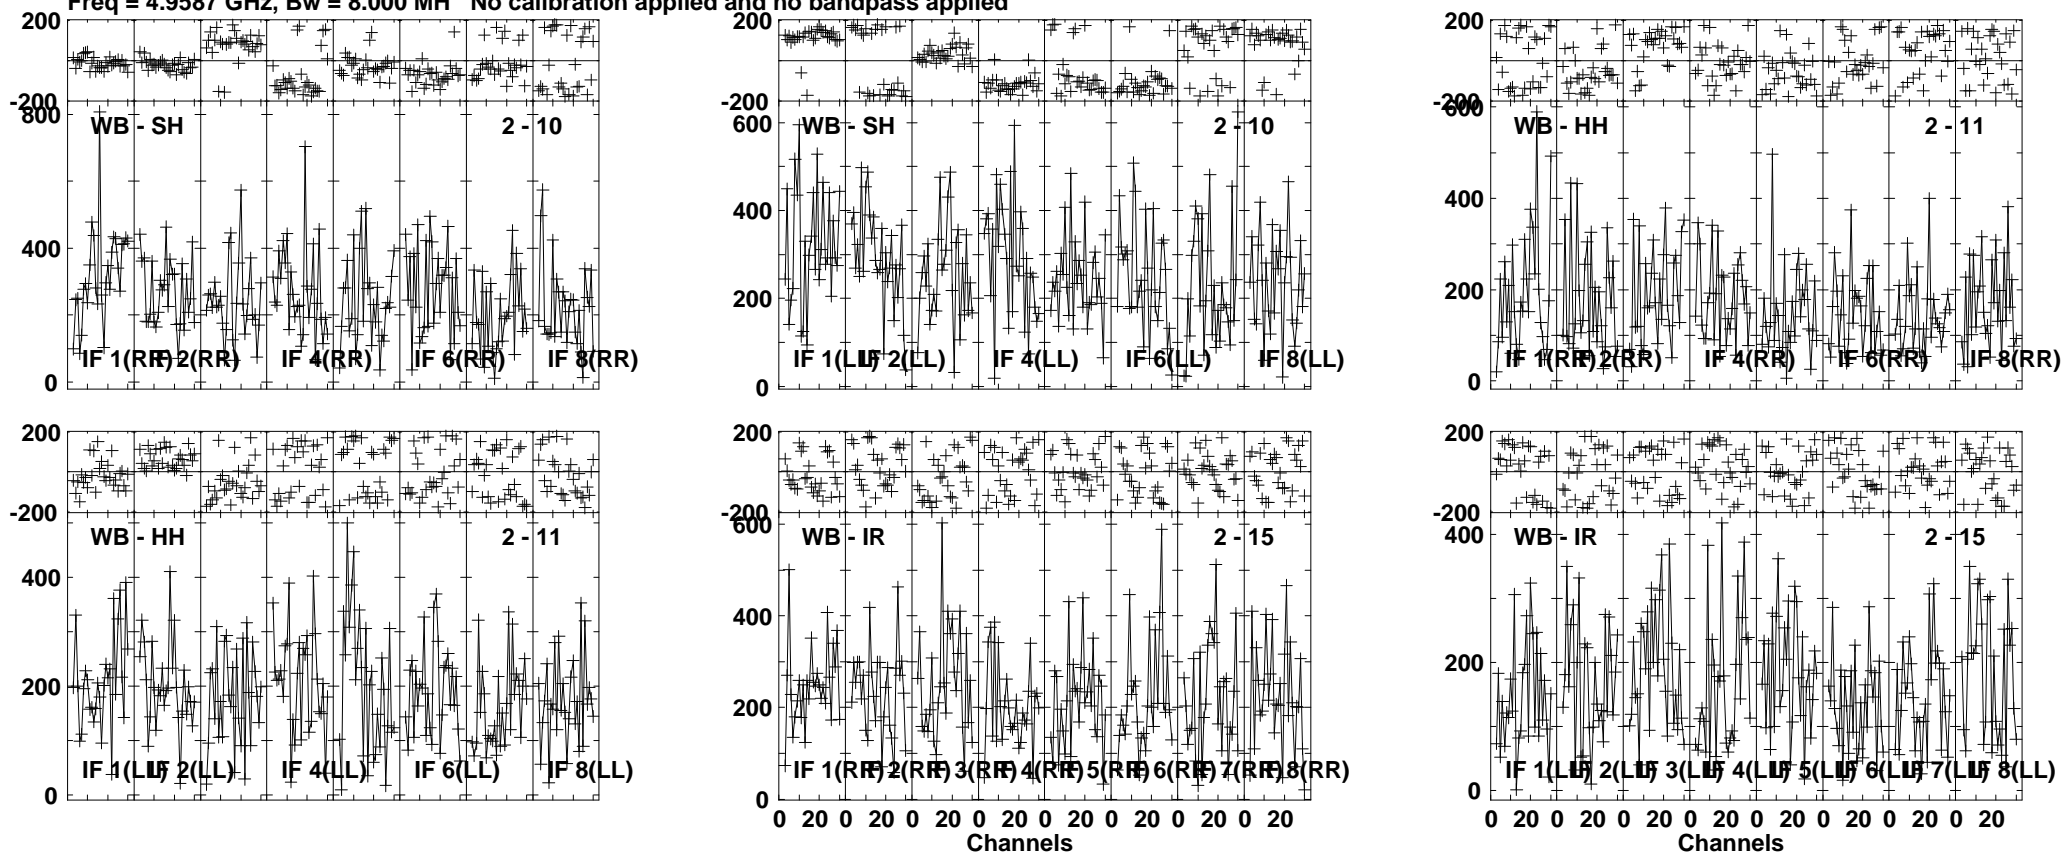 Freq = 4.9587 GHz, Bw = 8.000 MH No calibration applied and no bandpass applied
200
-200
800
400
0
WB - SH
2 - 10
IF 1(RR)
IF 2(RR)
IF 4(RR)
IF 6(RR)
IF 8(RR)
200
-200
600
400
200
0
WB - SH
2 - 10
IF 1(LL)
IF 2(LL)
IF 4(LL)
IF 6(LL)
IF 8(LL)
200
-200
600
400
200
0
WB - HH
2 - 11
IF 1(RR)
IF 2(RR)
IF 4(RR)
IF 6(RR)
IF 8(RR)
200
-200
400
200
0
WB - HH
2 - 11
IF 1(LL)
IF 2(LL)
IF 4(LL)
IF 6(LL)
IF 8(LL)
200
-200
600
400
200
0
WB - IR
2 - 15
IF 1(RR)
IF 2(RR)
IF 3(RR)
IF 4(RR)
IF 5(RR)
IF 6(RR)
IF 7(RR)
IF 8(RR)
0 20 0 20 0 20 0 20 0 20 0 20 0 20 0 20
Channels
200
-200
400
200
0
WB - IR
2 - 15
IF 1(LL)
IF 2(LL)
IF 3(LL)
IF 4(LL)
IF 5(LL)
IF 6(LL)
IF 7(LL)
IF 8(LL)
0 20 0 20 0 20 0 20 0 20 0 20 0 20 0 20
Channels